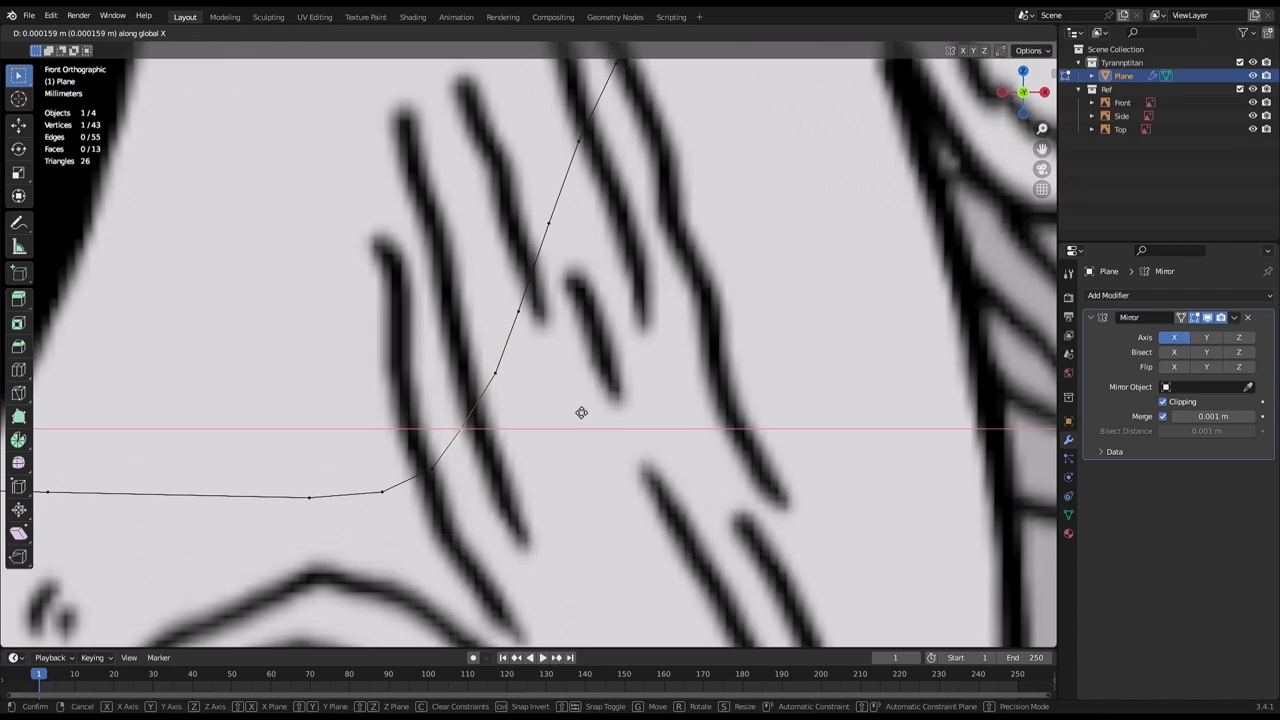 File Edit Render Window Help Layout Modeling Sculpting UV Editing Texture Paint Shading Animation Rendering Compositing Geometry Nodes Scripting + Scene ViewLayer
D: 0.000159 m (0.000159 m) along global X
X Y Z Options
Front Orthographic
(1) Plane
Millimeters
Objects 1/4
Vertices 1/43
Edges 0/55
Faces 0/13
Triangles 26
Z
Y X
Scene Collection
Tyrannptitan
Plane
Ref
Front
Side
Top
Plane Mirror
Add Modifier
Mirror
Axis X Y Z
Bisect X Y Z
Flip X Y Z
Mirror Object
Clipping
Merge 0.001 m
Bisect Distance 0.001 m
Data
Playback Keying View Marker 1 Start 1 End 250
1 10 20 30 40 50 60 70 80 90 100 110 120 130 140 150 160 170 180 190 200 210 220 230 240 250
Confirm Cancel X X Axis Y Y Axis Z Z Axis X X Plane Y Y Plane Z Z Plane C Clear Constraints Ctrl Snap Invert Snap Toggle G Move R Rotate S Resize Automatic Constraint Automatic Constraint Plane Precision Mode 3.4.1